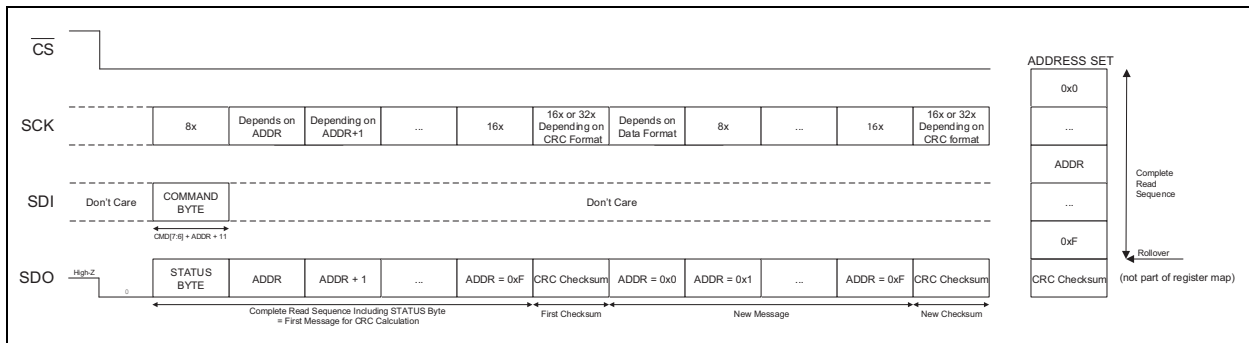 CS
ADDRESS SET
0x0
...
ADDR
...
0xF
CRC Checksum
Complete
Read
Sequence
Rollover
(not part of register map)
SCK
8x
Depends on
ADDR
Depending on
ADDR+1
...
16x
16x or 32x
Depending on
CRC Format
Depends on
Data Format
8x
...
16x
16x or 32x
Depending on
CRC format
SDI
Don't Care
COMMAND
BYTE
Don't Care
CMD[7:6] + ADDR + 11
SDO
High-Z
0
STATUS
BYTE
ADDR
ADDR + 1
...
ADDR = 0xF
CRC Checksum
ADDR = 0x0
ADDR = 0x1
...
ADDR = 0xF
CRC Checksum
Complete Read Sequence Including STATUS Byte
= First Message for CRC Calculation
First Checksum
New Message
New Checksum